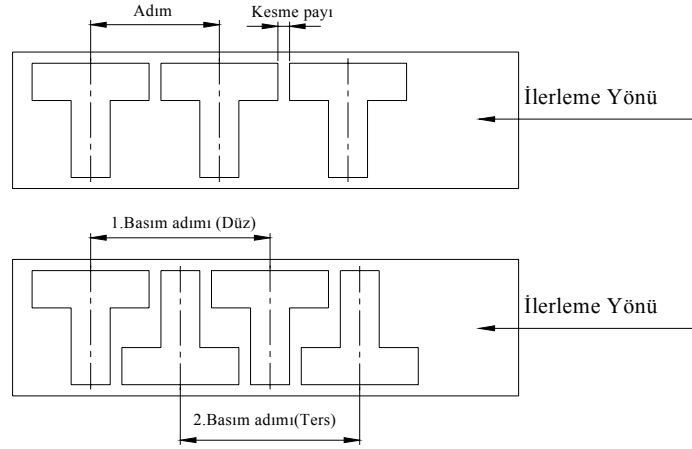 Adım
Kesme payı
İlerleme Yönü
1.Basım adımı (Düz)
İlerleme Yönü
2.Basım adımı(Ters)